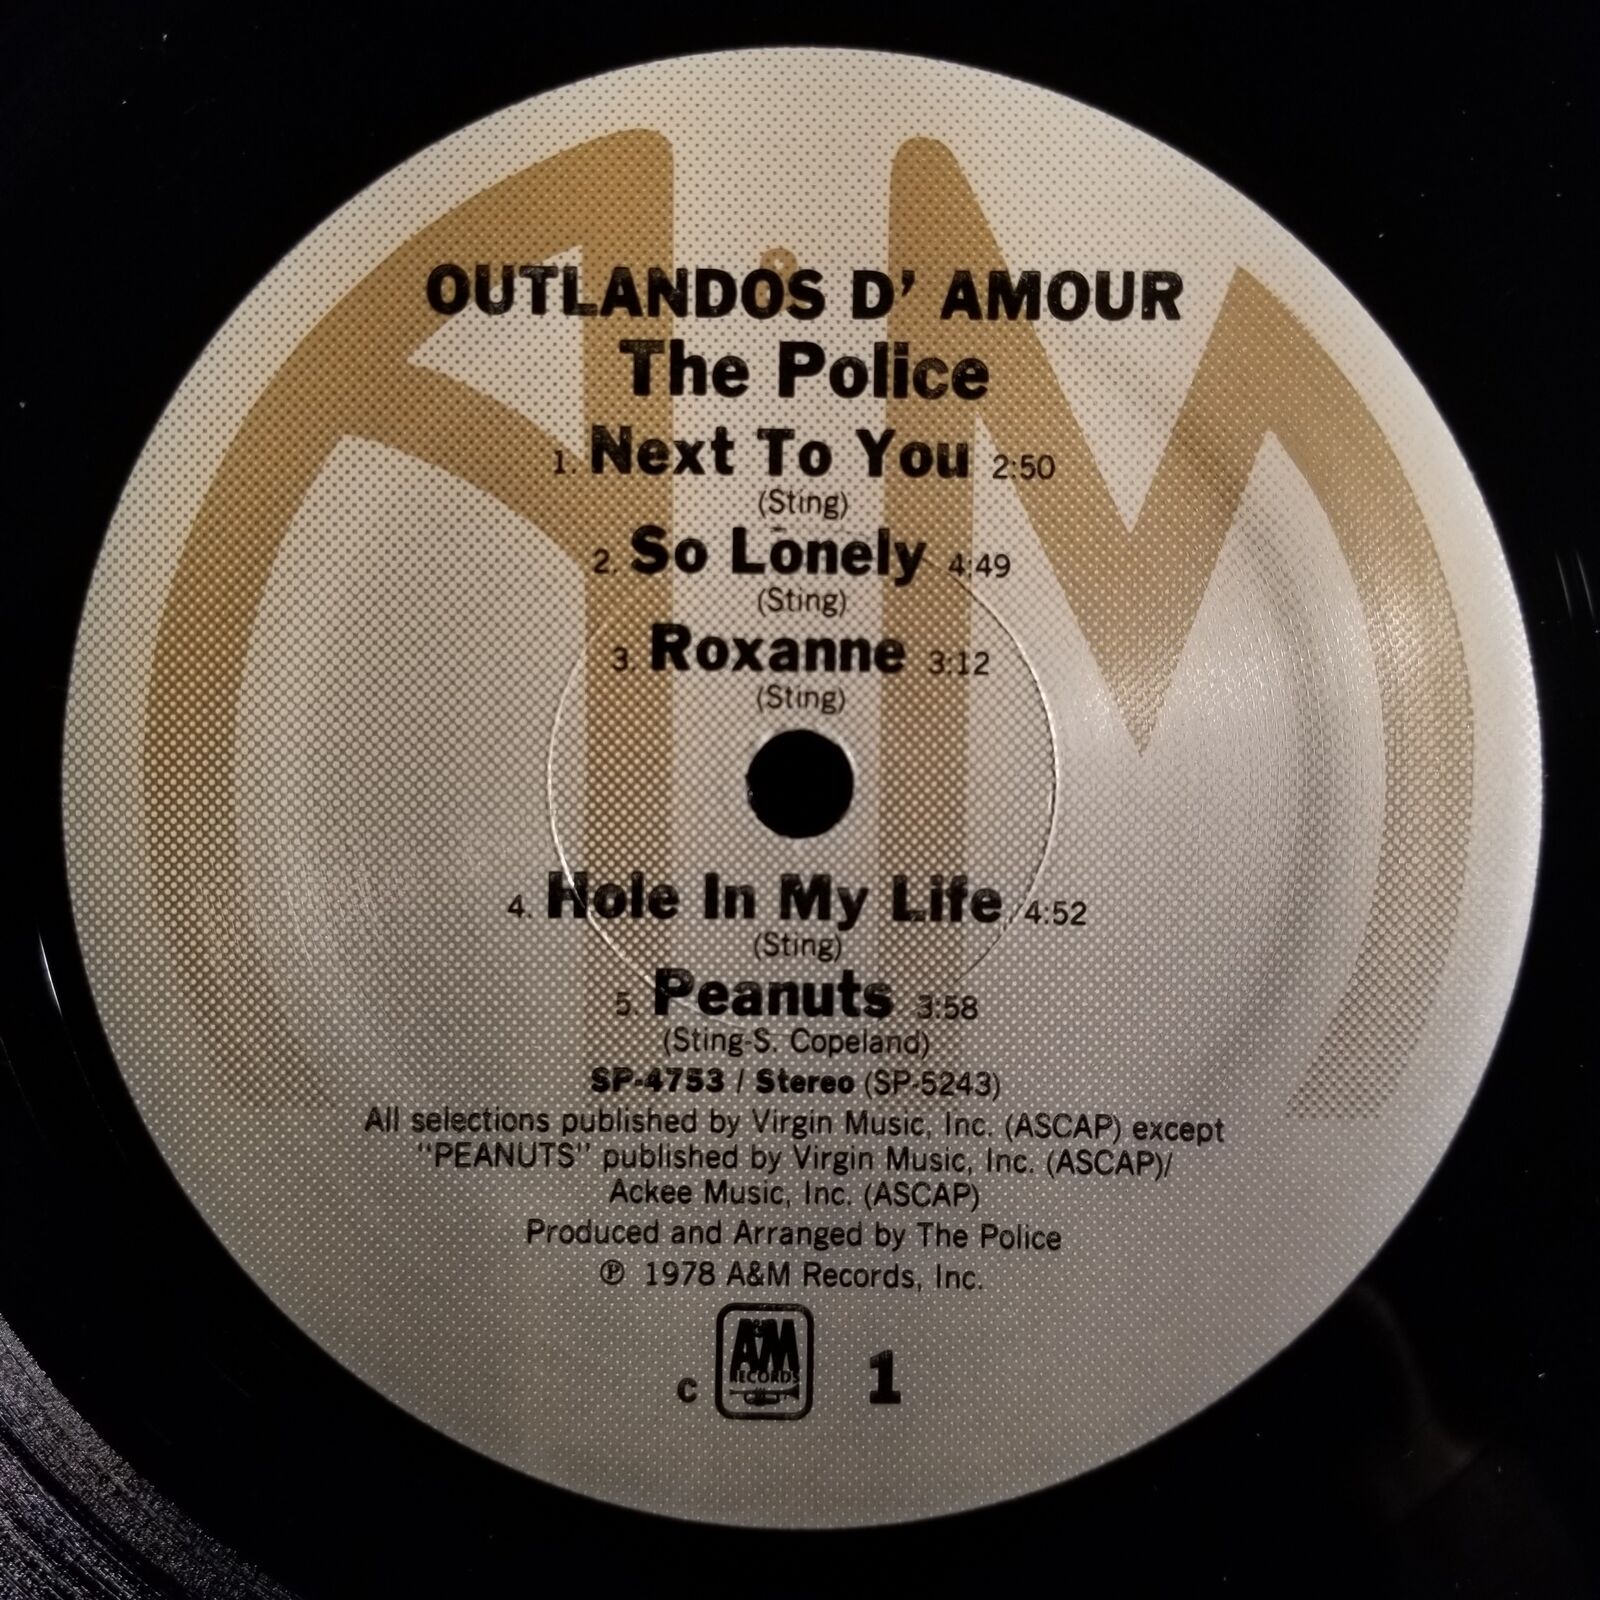 OUTLANDOS D' AMOUR
The Police
1. Next To You 2:50
(Sting)
2. So Lonely 4:49
(Sting)
3. Roxanne 3:12
(Sting)
4. Hole In My Life 4:52
(Sting)
5. Peanuts 3:58
(Sting-S. Copeland)
SP-4753 / Stereo (SP-5243)
All selections published by Virgin Music, Inc. (ASCAP) except
"PEANUTS" published by Virgin Music, Inc. (ASCAP)/
Ackee Music, Inc. (ASCAP)
Produced and Arranged by The Police
℗ 1978 A&M Records, Inc.
A&M
RECORDS
C 1